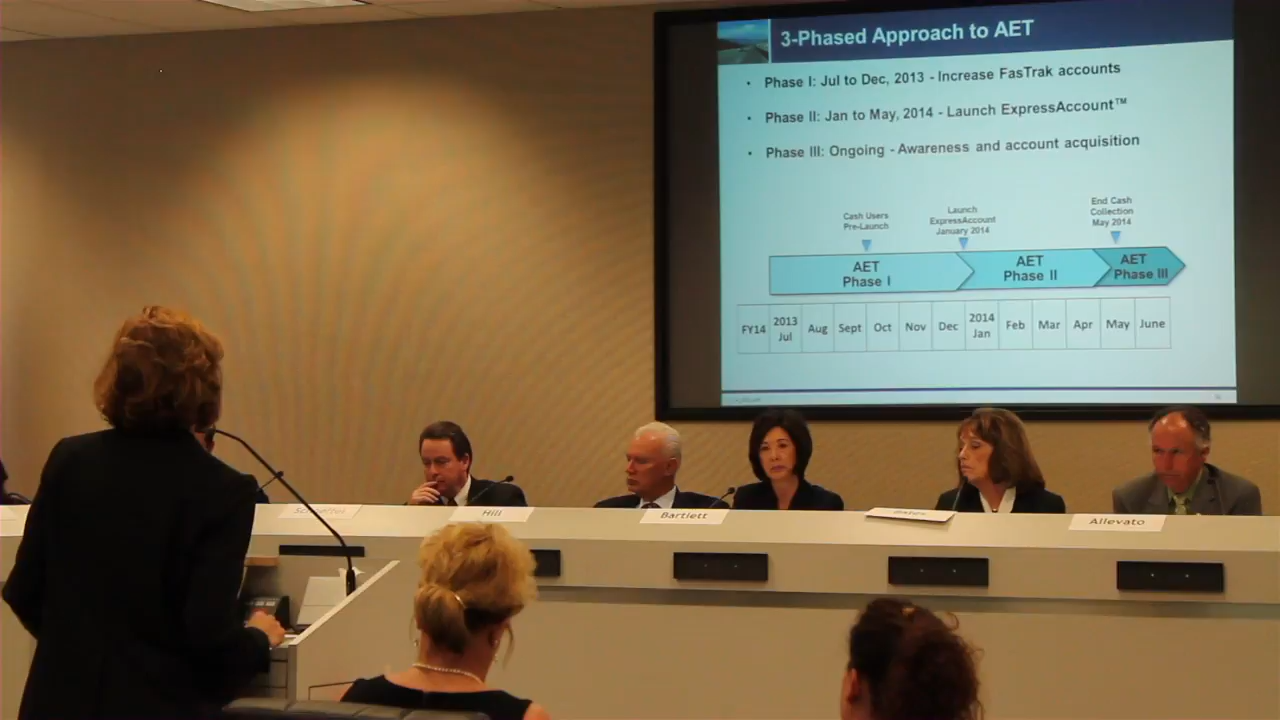 3-Phased Approach to AET
• Phase I: Jul to Dec, 2013 - Increase FasTrak accounts
• Phase II: Jan to May, 2014 - Launch ExpressAccount™
• Phase III: Ongoing - Awareness and account acquisition
Cash Users
Pre-Launch
Launch
ExpressAccount
January 2014
End Cash
Collection
May 2014
AET
Phase I
AET
Phase II
AET
Phase III
FY14
2013
Jul
Aug
Sept
Oct
Nov
Dec
2014
Jan
Feb
Mar
Apr
May
June
Hill
Bartlett
Allevato